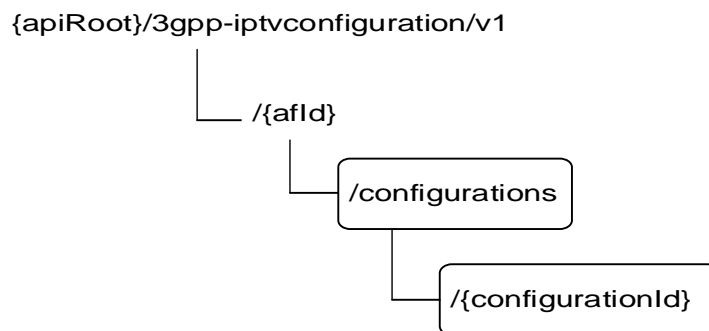 {apiRoot}/3gpp-iptvconfiguration/v1
/{afId}
/configurations
/{configurationId}